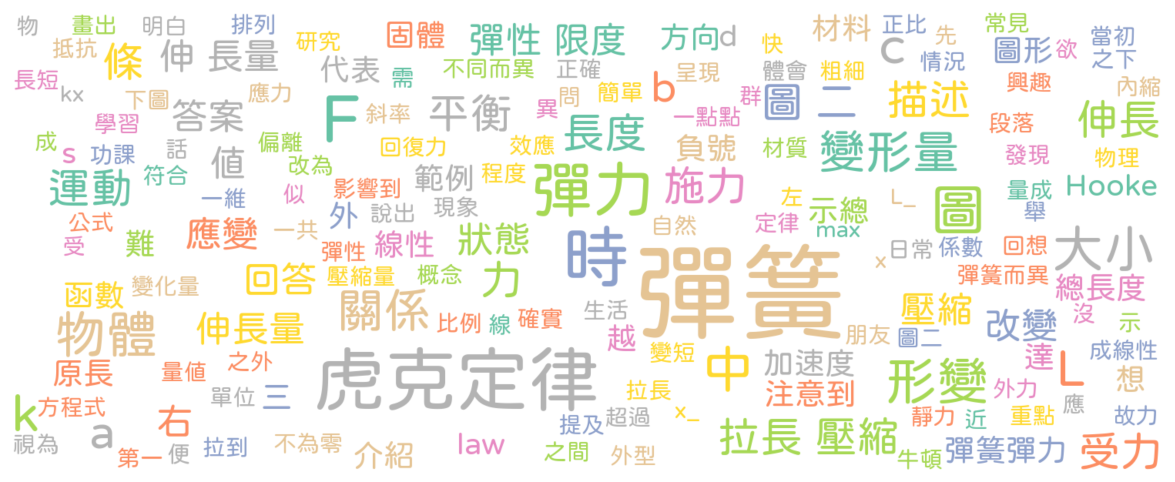 物 畫出 明白 排列 研究 固體 彈性 限度 方向 d 快 材料 正比 先 常見 當初
抵抗 條 伸 長量 代表 需 不同而異 正確 呈現 體會 粗細 C 情況 圖形 欲 之下
長短 kx 下圖 應力 答案 斜率 平衡 異 問 簡單 b 群 圖 二 描述 興趣 內縮
成 s 學習 功課 話 值 偏離 F 回復力 效應 長度 一點點 負號 材質 變形量 段落 發現 伸長 物理
運動 符合 一維 似 改為 影響到 範例 程度 彈力 施力 左 示總 L_ 圖 量成 舉 Hooke
公式 受 難 應變 一共 外 說出 現象 線性 狀態 時 自然 定律 max 日常 係數 回想 大小
彈性 回答 壓縮量 概念 力 彈簧 x 彈簧而異 總長度
函數 變化量 關係 生活 壓縮 沒 示
物體 伸長量 比例 線 確實 越 朋友 圖二 改變 達 成線性
原長 量值 之外 虎克定律 變短 中 加速度 形變 L 想
k 方程式 右 單位 三 拉長 x_ 注意到 外力 應
視為 a 第一 便 拉到 不為零 介紹 law 提及 超過 之間 外型 拉長 壓縮 靜力 近 重點 故力
牛頓 彈簧彈力 受力